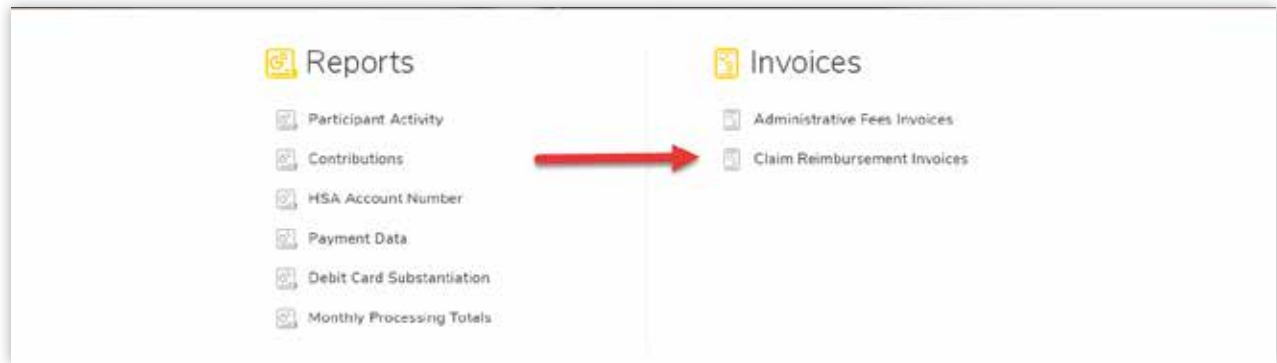 Reports
Participant Activity
Contributions
HSA Account Number
Payment Data
Debit Card Substantiation
Monthly Processing Totals
Invoices
Administrative Fees Invoices
Claim Reimbursement Invoices